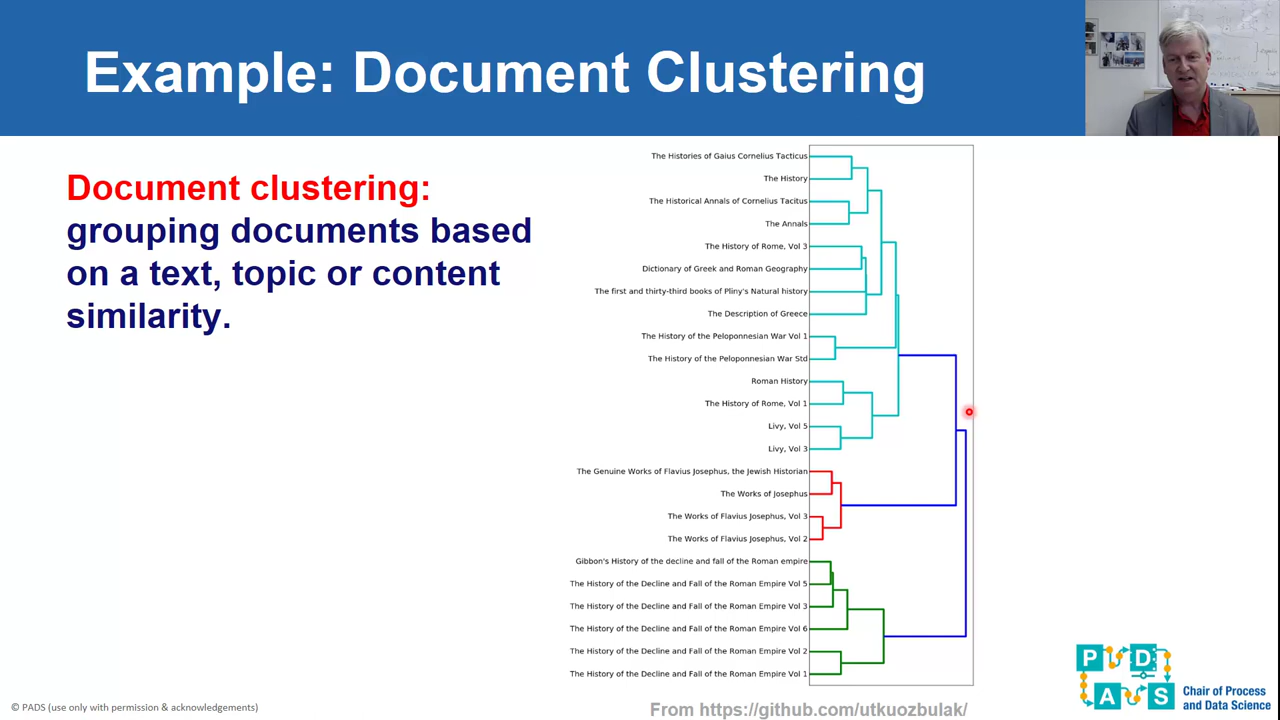 Example: Document Clustering
Document clustering:
grouping documents based
on a text, topic or content
similarity.
The Histories of Gaius Cornelius Tacticus
The History
The Historical Annals of Cornelius Tacitus
The Annals
The History of Rome, Vol 3
Dictionary of Greek and Roman Geography
The first and thirty-third books of Pliny's Natural history
The Description of Greece
The History of the Peloponnesian War Vol 1
The History of the Peloponnesian War Std
Roman History
The History of Rome, Vol 1
Livy, Vol 5
Livy, Vol 3
The Genuine Works of Flavius Josephus, the Jewish Historian
The Works of Josephus
The Works of Flavius Josephus, Vol 3
The Works of Flavius Josephus, Vol 2
Gibbon's History of the decline and fall of the Roman empire
The History of the Decline and Fall of the Roman Empire Vol 5
The History of the Decline and Fall of the Roman Empire Vol 3
The History of the Decline and Fall of the Roman Empire Vol 6
The History of the Decline and Fall of the Roman Empire Vol 2
The History of the Decline and Fall of the Roman Empire Vol 1
P D
A S
Chair of Process
and Data Science
© PADS (use only with permission & acknowledgements)
From https://github.com/utkuozbulak/